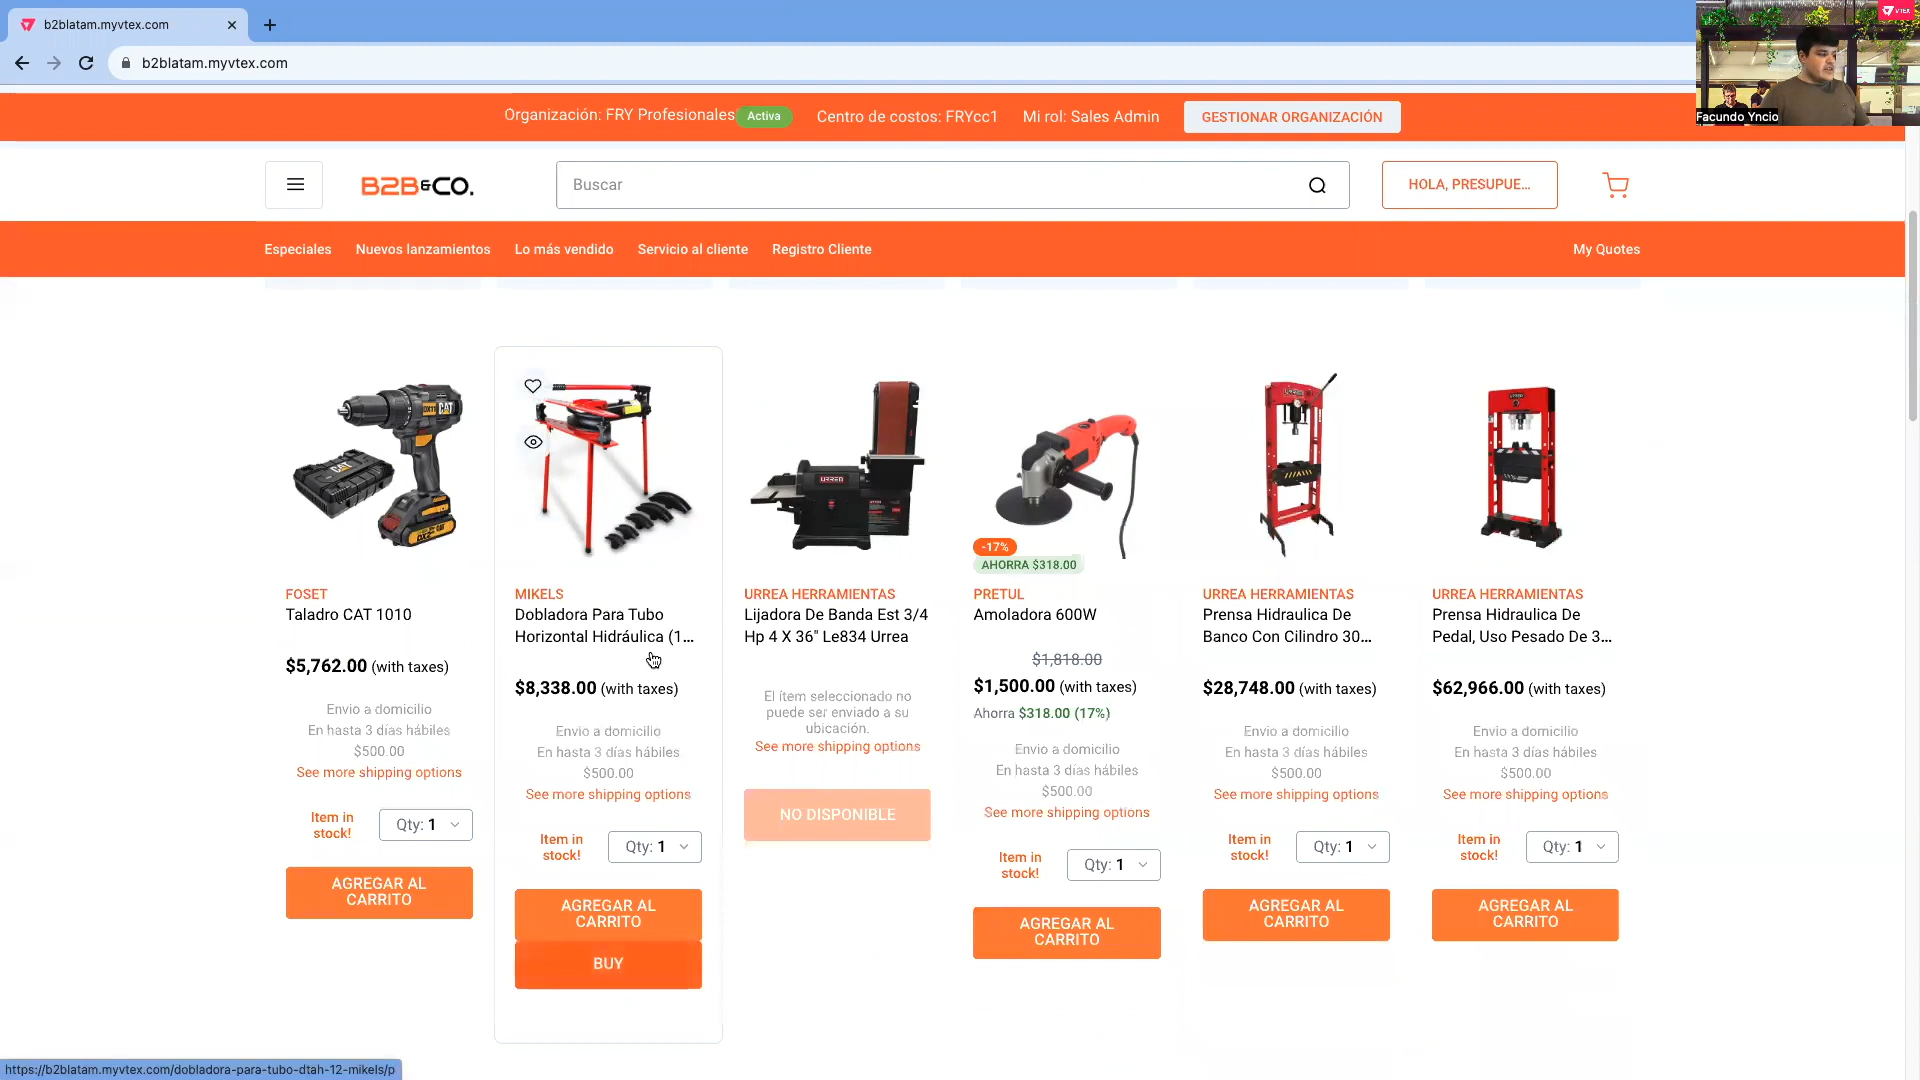 b2blatam.myvtex.com
b2blatam.myvtex.com
VTEX
Facundo Yncio
Organización: FRY Profesionales Activa Centro de costos: FRYcc1 Mi rol: Sales Admin GESTIONAR ORGANIZACIÓN
B2B&CO. Buscar HOLA, PRESUPUE...
Especiales Nuevos lanzamientos Lo más vendido Servicio al cliente Registro Cliente My Quotes
FOSET
Taladro CAT 1010
$5,762.00 (with taxes)
Envio a domicilio
En hasta 3 días hábiles
$500.00
See more shipping options
Item in
stock!
Qty: 1
AGREGAR AL
CARRITO
MIKELS
Dobladora Para Tubo
Horizontal Hidráulica (1...
$8,338.00 (with taxes)
Envio a domicilio
En hasta 3 días hábiles
$500.00
See more shipping options
Item in
stock!
Qty: 1
AGREGAR AL
CARRITO
BUY
URREA HERRAMIENTAS
Lijadora De Banda Est 3/4
Hp 4 X 36" Le834 Urrea
El ítem seleccionado no
puede ser enviado a su
ubicación.
See more shipping options
NO DISPONIBLE
-17%
AHORRA $318.00
PRETUL
Amoladora 600W
$1,818.00
$1,500.00 (with taxes)
Ahorra $318.00 (17%)
Envio a domicilio
En hasta 3 días hábiles
$500.00
See more shipping options
Item in
stock!
Qty: 1
AGREGAR AL
CARRITO
URREA HERRAMIENTAS
Prensa Hidraulica De
Banco Con Cilindro 30...
$28,748.00 (with taxes)
Envio a domicilio
En hasta 3 días hábiles
$500.00
See more shipping options
Item in
stock!
Qty: 1
AGREGAR AL
CARRITO
URREA HERRAMIENTAS
Prensa Hidraulica De
Pedal, Uso Pesado De 3...
$62,966.00 (with taxes)
Envio a domicilio
En hasta 3 días hábiles
$500.00
See more shipping options
Item in
stock!
Qty: 1
AGREGAR AL
CARRITO
https://b2blatam.myvtex.com/dobladora-para-tubo-dtah-12-mikels/p